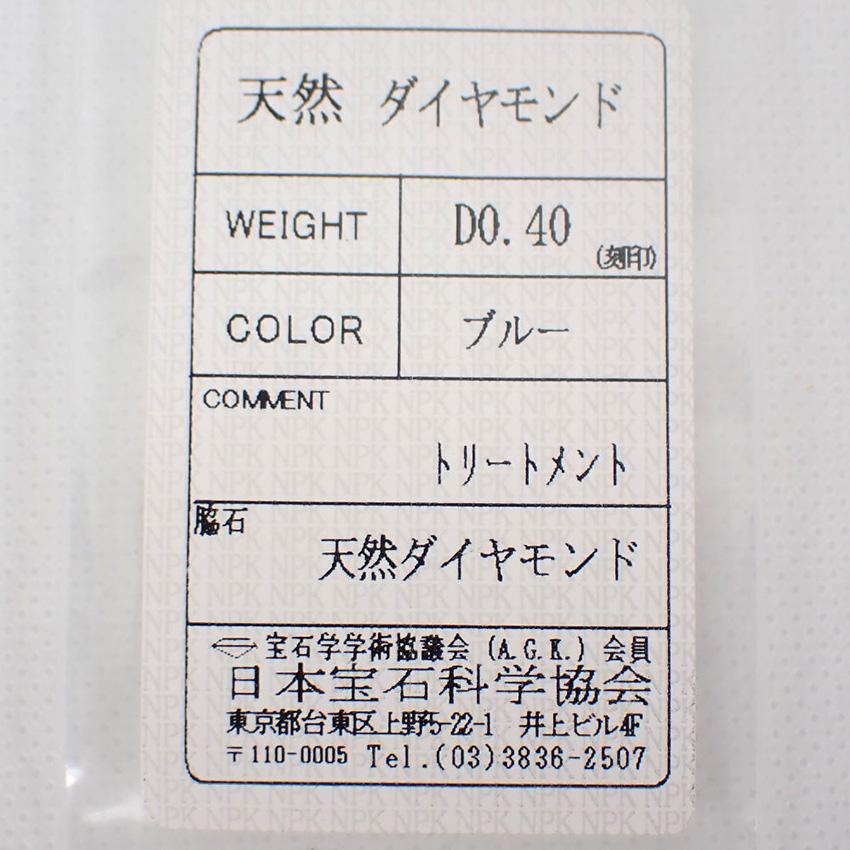 天然 ダイヤモンド
WEIGHT D0.40 (刻印)
COLOR ブルー
COMMENT
トリートメント
脇石
天然ダイヤモンド
宝石学学術協議会 (A.G.K.) 会員
日本宝石科学協会
東京都台東区上野5-22-1 井上ビル4F
〒110-0005 Tel.(03)3836-2507